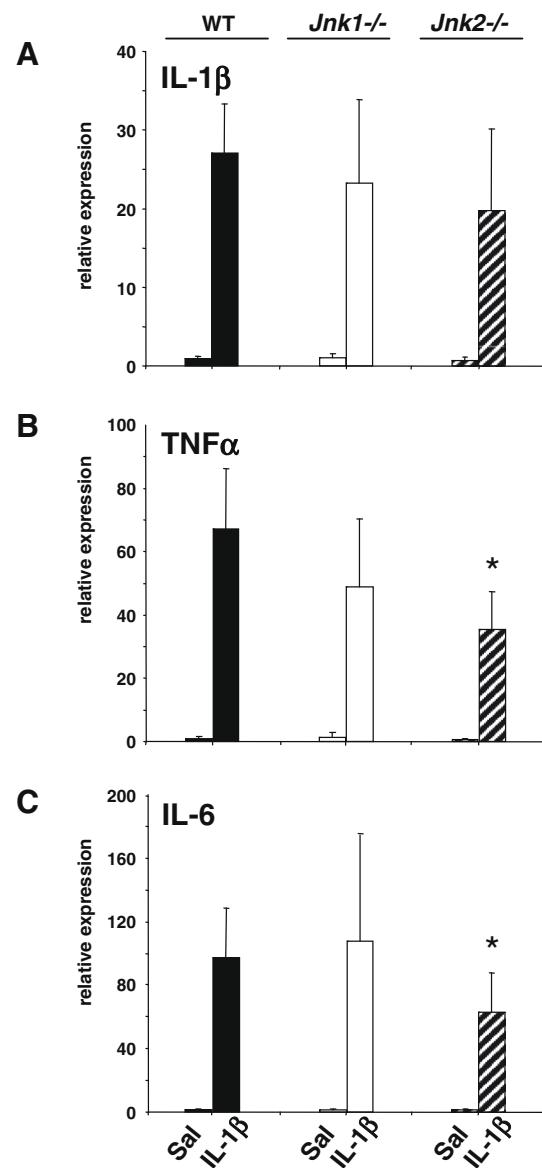 WT Jnk1-/- Jnk2-/-
A
IL-1β
40
30
20
10
0
relative expression
B
TNFα
100
80
60
40
20
0
relative expression
*
C
IL-6
200
160
120
80
40
0
relative expression
*
Sal IL-1β Sal IL-1β Sal IL-1β